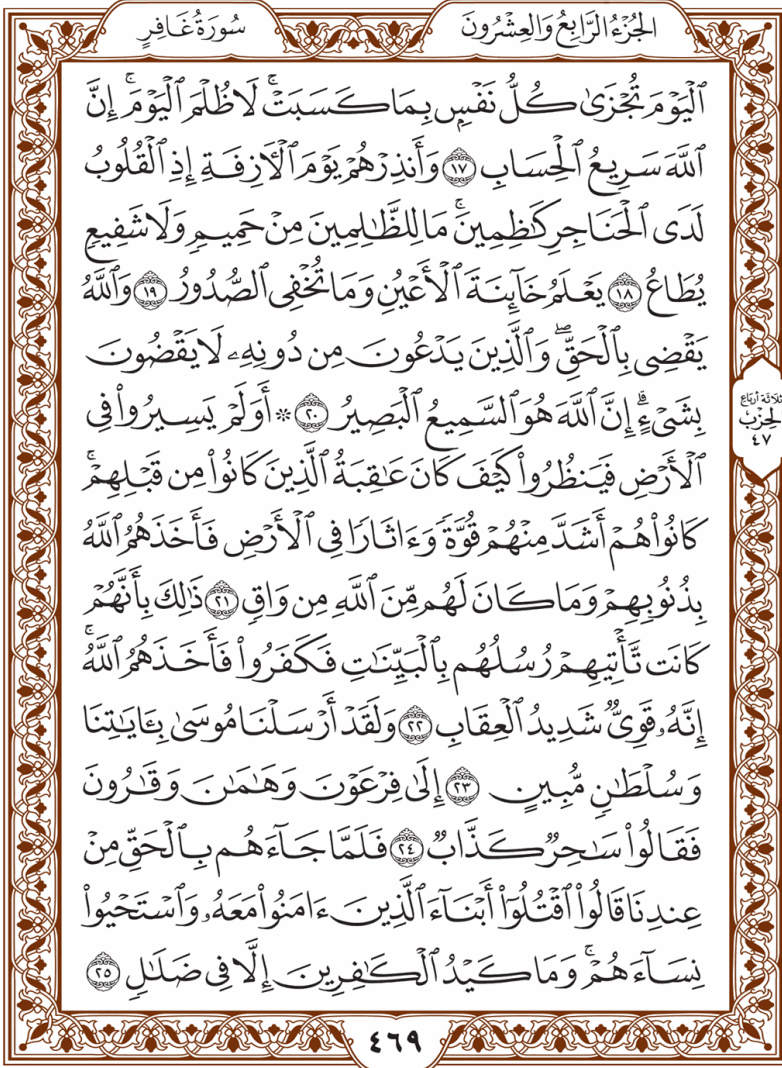 سُورَةُ غَافِرٍ
الجُزْءُ الرَّابِعُ وَالعِشْرُونَ
ٱلۡيَوۡمَ تُجۡزَىٰ كُلُّ نَفۡسِۭ بِمَا كَسَبَتۡۚ لَا ظُلۡمَ ٱلۡيَوۡمَۚ إِنَّ
ٱللَّهَ سَرِيعُ ٱلۡحِسَابِ ١٧ وَأَنذِرۡهُمۡ يَوۡمَ ٱلۡأٓزِفَةِ إِذِ ٱلۡقُلُوبُ
لَدَى ٱلۡحَنَاجِرِ كَٰظِمِينَۚ مَا لِلظَّٰلِمِينَ مِنۡ حَمِيمٖ وَلَا شَفِيعٖ
يُطَاعُ ١٨ يَعۡلَمُ خَآئِنَةَ ٱلۡأَعۡيُنِ وَمَا تُخۡفِي ٱلصُّدُورُ ١٩ وَٱللَّهُ
يَقۡضِي بِٱلۡحَقِّۖ وَٱلَّذِينَ يَدۡعُونَ مِن دُونِهِۦ لَا يَقۡضُونَ
بِشَيۡءٍۗ إِنَّ ٱللَّهَ هُوَ ٱلسَّمِيعُ ٱلۡبَصِيرُ ٢٠ ۞ أَوَلَمۡ يَسِيرُواْ فِي
ٱلۡأَرۡضِ فَيَنظُرُواْ كَيۡفَ كَانَ عَٰقِبَةُ ٱلَّذِينَ كَانُواْ مِن قَبۡلِهِمۡۚ
كَانُواْ هُمۡ أَشَدَّ مِنۡهُمۡ قُوَّةٗ وَءَاثَارٗا فِي ٱلۡأَرۡضِ فَأَخَذَهُمُ ٱللَّهُ
بِذُنُوبِهِمۡ وَمَا كَانَ لَهُم مِّنَ ٱللَّهِ مِن وَاقٖ ٢١ ذَٰلِكَ بِأَنَّهُمۡ
كَانَت تَّأۡتِيهِمۡ رُسُلُهُم بِٱلۡبَيِّنَٰتِ فَكَفَرُواْ فَأَخَذَهُمُ ٱللَّهُۚ
إِنَّهُۥ قَوِيّٞ شَدِيدُ ٱلۡعِقَابِ ٢٢ وَلَقَدۡ أَرۡسَلۡنَا مُوسَىٰ بِـَٔايَٰتِنَا
وَسُلۡطَٰنٖ مُّبِينٍ ٢٣ إِلَىٰ فِرۡعَوۡنَ وَهَٰمَٰنَ وَقَٰرُونَ
فَقَالُواْ سَٰحِرٞ كَذَّابٞ ٢٤ فَلَمَّا جَآءَهُم بِٱلۡحَقِّ مِنۡ
عِندِنَا قَالُواْ ٱقۡتُلُوٓاْ أَبۡنَآءَ ٱلَّذِينَ ءَامَنُواْ مَعَهُۥ وَٱسۡتَحۡيُواْ
نِسَآءَهُمۡۚ وَمَا كَيۡدُ ٱلۡكَٰفِرِينَ إِلَّا فِي ضَلَٰلٖ ٢٥
ثلاثة أرباع
الحِزْب
٤٧
٤٦٩